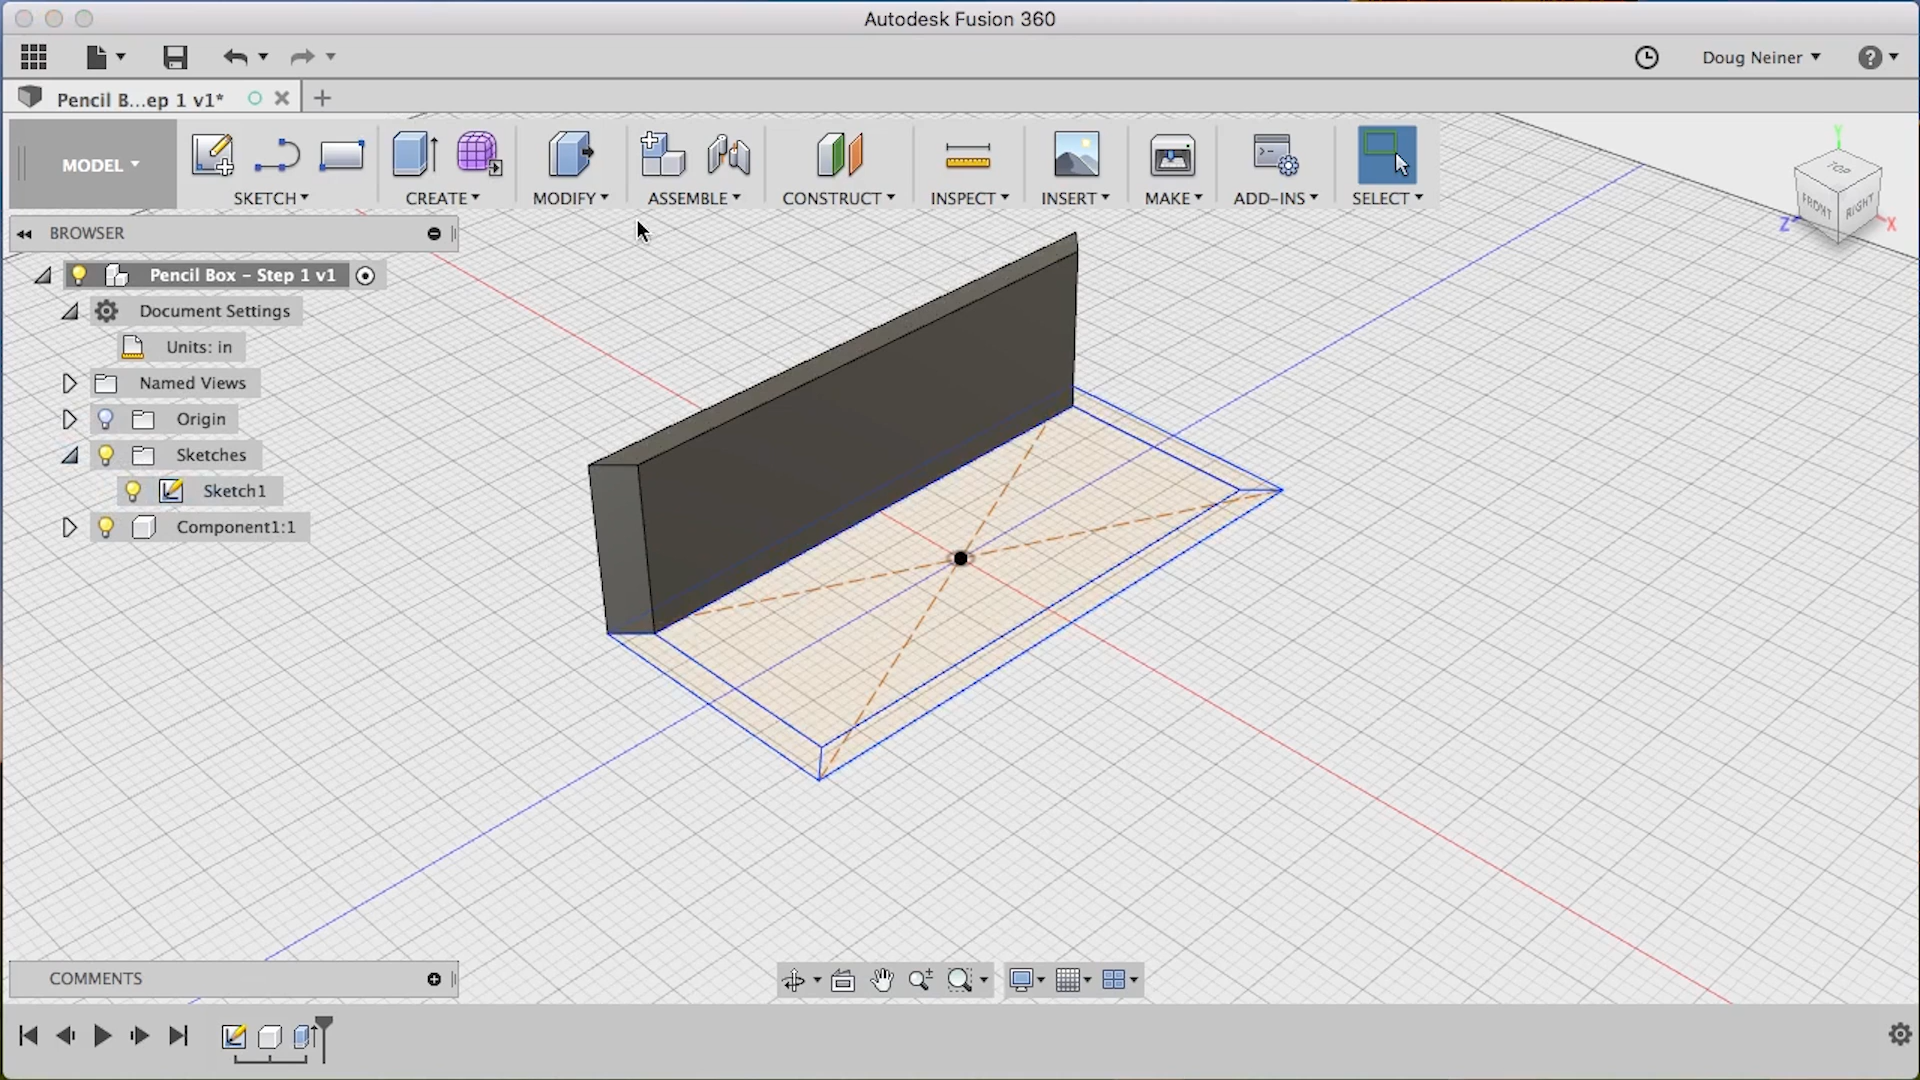 Autodesk Fusion 360
Doug Neiner
?
Pencil B...ep 1 v1*
MODEL
SKETCH
CREATE
MODIFY
ASSEMBLE
CONSTRUCT
INSPECT
INSERT
MAKE
ADD-INS
SELECT
Y
TOP
FRONT
RIGHT
Z
X
BROWSER
Pencil Box – Step 1 v1
Document Settings
Units: in
Named Views
Origin
Sketches
Sketch1
Component1:1
COMMENTS